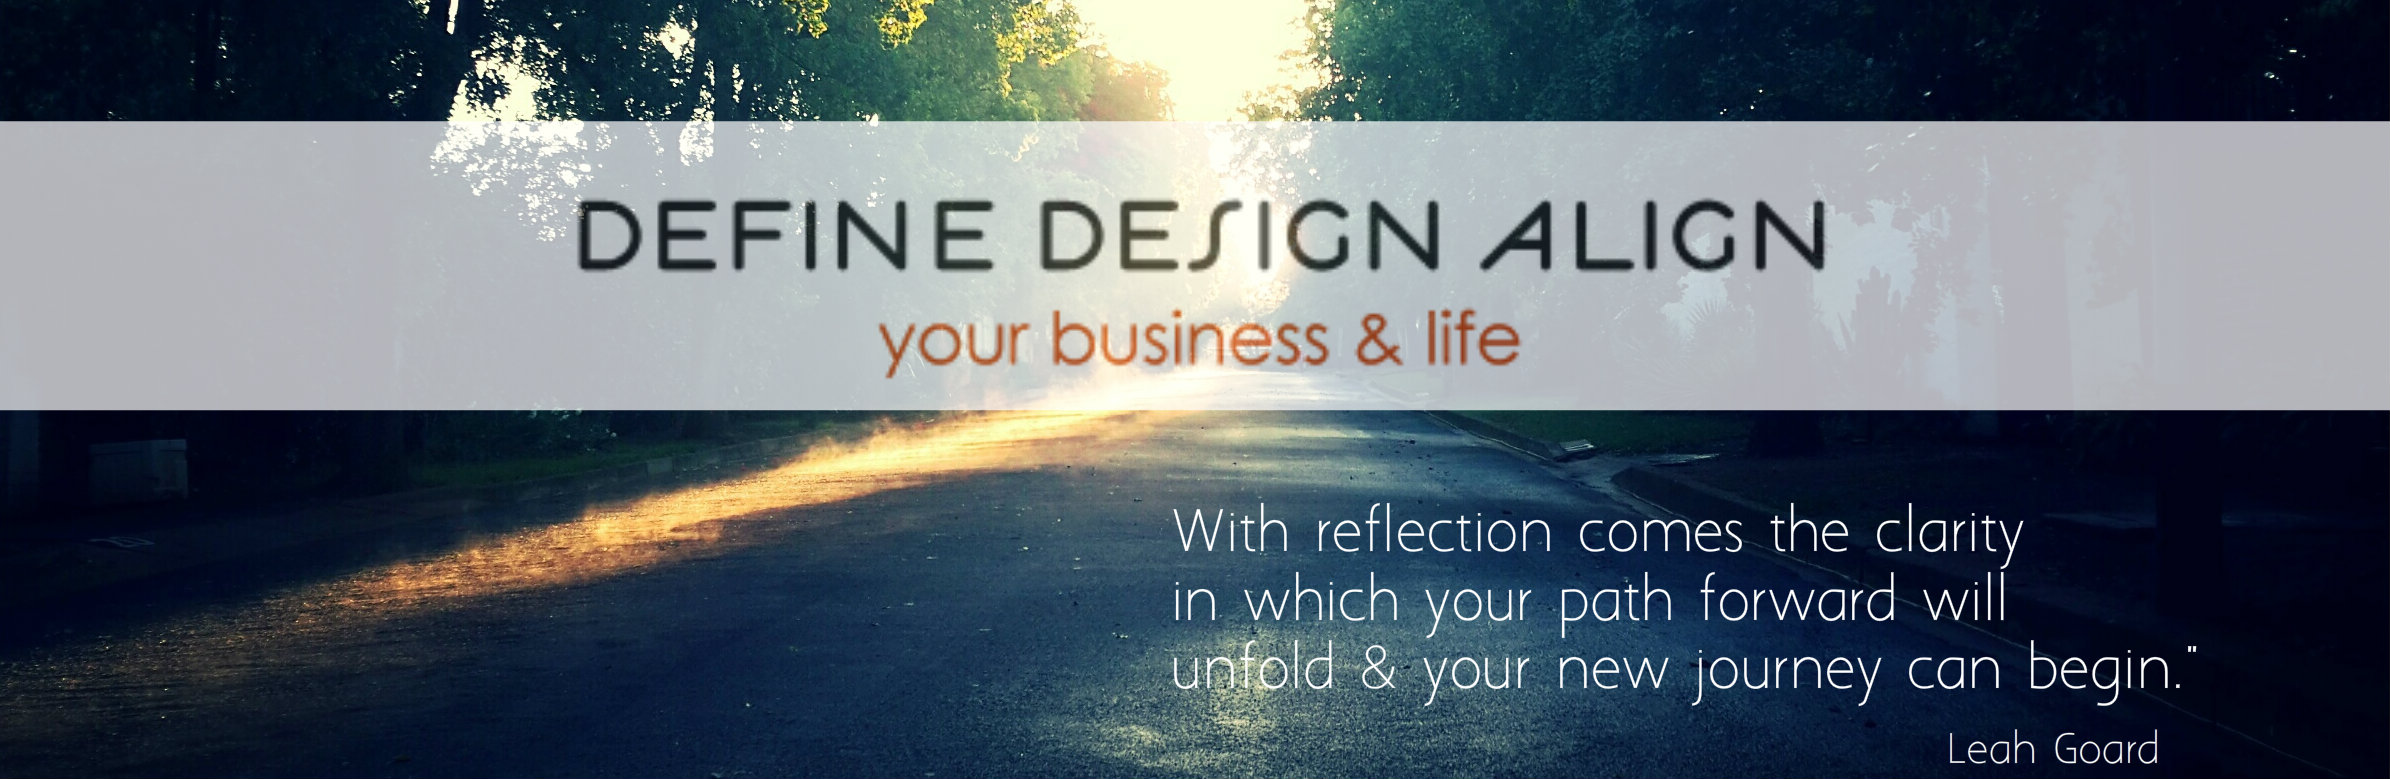 DEFINE DESIGN ALIGN
your business & life
With reflection comes the clarity
in which your path forward will
unfold & your new journey can begin."
Leah Goard